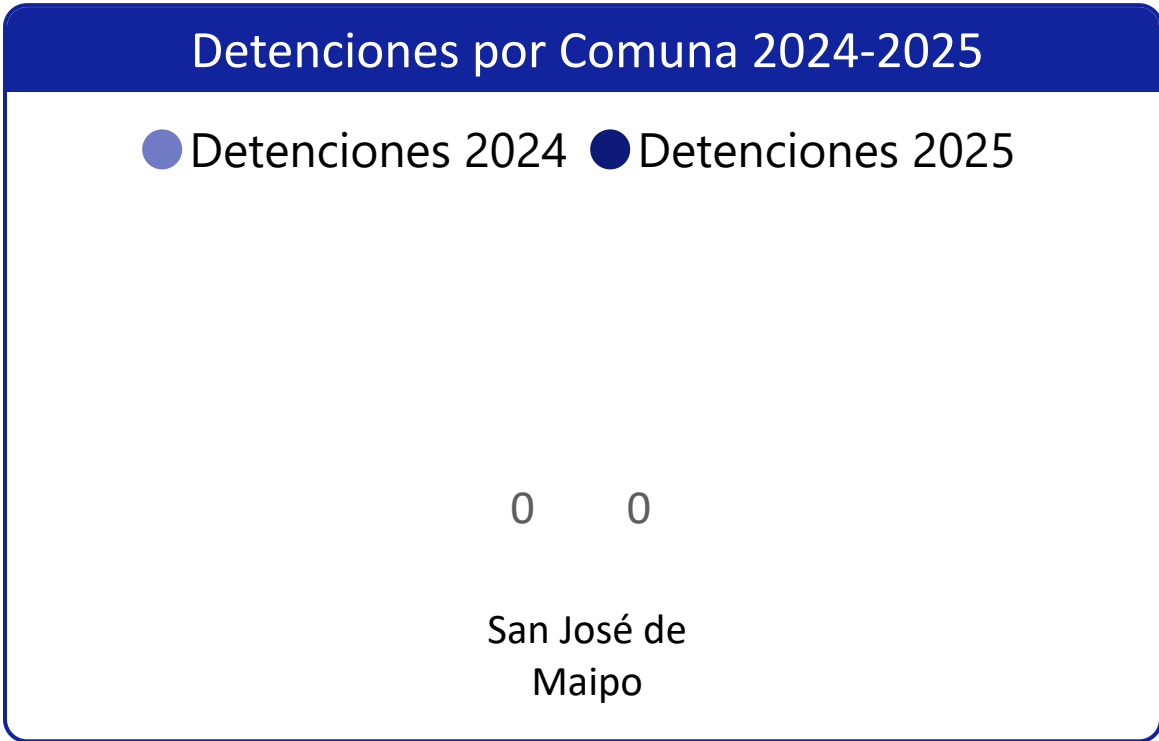 Detenciones por Comuna 2024-2025
Detenciones 2024 Detenciones 2025
0 0
San José de
Maipo